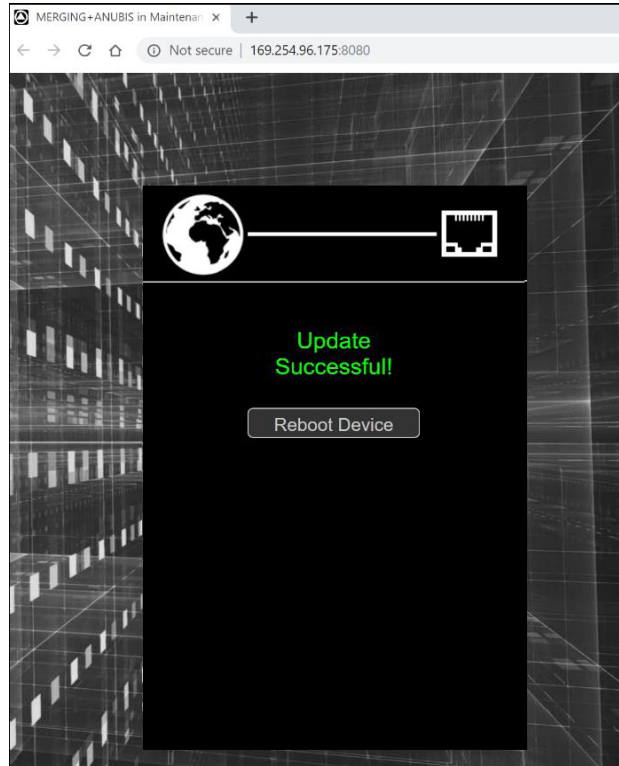 MERGING+ANUBIS in Maintenan
Not secure | 169.254.96.175:8080
Update
Successful!
Reboot Device